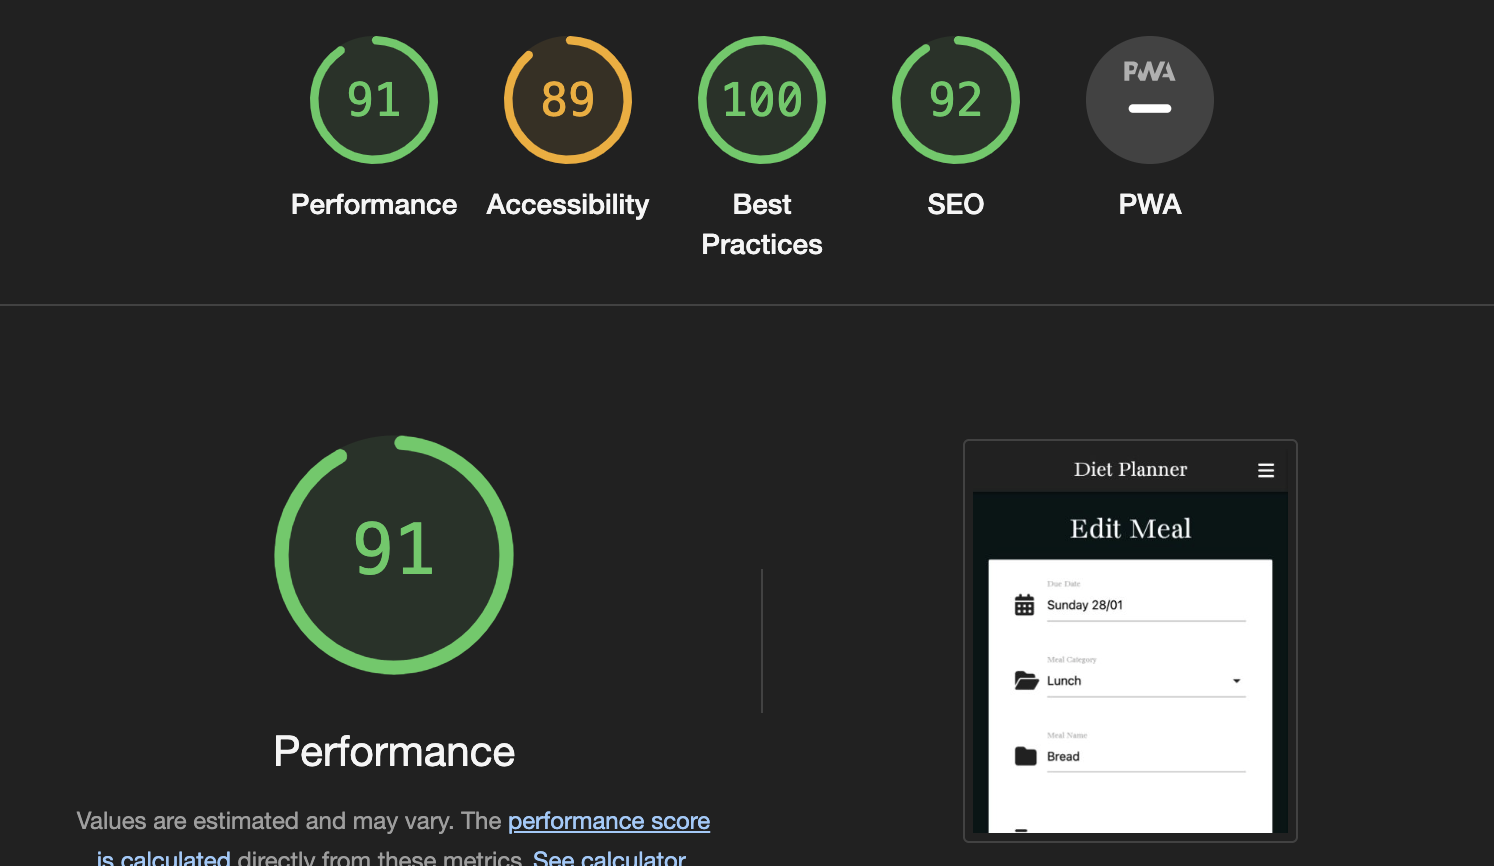 91
89
100
92
PWA
Performance
Accessibility
Best
Practices
SEO
PWA
91
Performance
Values are estimated and may vary. The performance score
is calculated directly from these metrics. See calculator.
Diet Planner
Edit Meal
Due Date
Sunday 28/01
Meal Category
Lunch
Meal Name
Bread